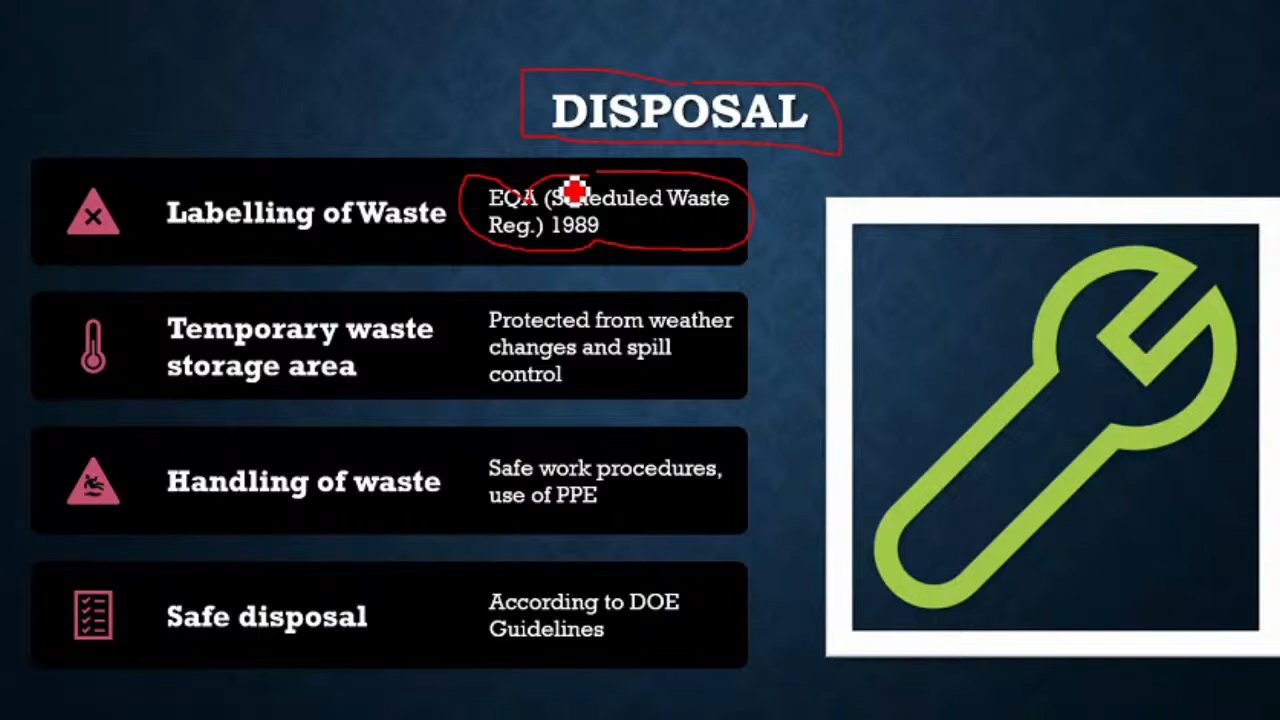 DISPOSAL
Labelling of Waste
EQA (Scheduled Waste
Reg.) 1989
Temporary waste
storage area
Protected from weather
changes and spill
control
Handling of waste
Safe work procedures,
use of PPE
Safe disposal
According to DOE
Guidelines